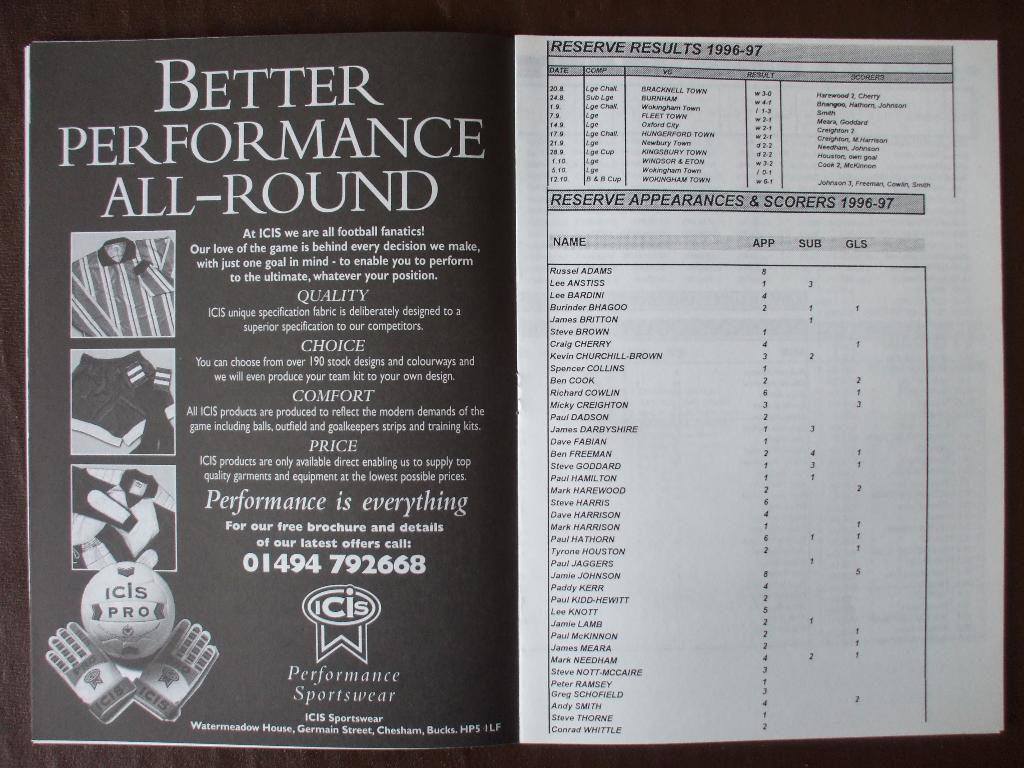 BETTER
PERFORMANCE
ALL-ROUND
At ICIS we are all football fanatics!
Our love of the game is behind every decision we make,
with just one goal in mind - to enable you to perform
to the ultimate, whatever your position.
QUALITY
ICIS unique specification fabric is deliberately designed to a
superior specification to our competitors.
CHOICE
You can choose from over 190 stock designs and colourways and
we will even produce your team kit to your own design.
COMFORT
All ICIS products are produced to reflect the modern demands of the
game including balls, outfield and goalkeepers strips and training kits.
PRICE
ICIS products are only available direct enabling us to supply top
quality garments and equipment at the lowest possible prices.
Performance is everything
For our free brochure and details
of our latest offers call:
01494 792668
ICIS
PRO
ICIS
ICIS
ICIS
Performance
Sportswear
ICIS Sportswear
Watermeadow House, Germain Street, Chesham, Bucks. HP5 1LF
RESERVE RESULTS 1996-97
DATE COMP VS RESULT SCORERS
20.8. Lge Chall. BRACKNELL TOWN w 3-0 Harewood 2, Cherry
24.8. Sub Lge BURNHAM w 4-1 Bhangoo, Hathorn, Johnson
1.9. Lge Chall. Wokingham Town l 1-3 Smith
7.9. Lge FLEET TOWN w 2-1 Meara, Goddard
14.9. Lge Oxford City w 2-1 Creighton 2
17.9. Lge Chall. HUNGERFORD TOWN w 2-1 Creighton, M.Harrison
21.9. Lge Newbury Town d 2-2 Needham, Johnson
28.9. Lge Cup KINGSBURY TOWN d 2-2 Houston, own goal
1.10. Lge WINDSOR & ETON w 3-2 Cook 2, McKinnon
5.10. Lge Wokingham Town l 0-1
12.10. B & B Cup WOKINGHAM TOWN w 6-1 Johnson 3, Freeman, Cowlin, Smith
RESERVE APPEARANCES & SCORERS 1996-97
NAME APP SUB GLS
Russel ADAMS 8
Lee ANSTISS 1 3
Lee BARDINI 4
Burinder BHAGOO 2 1 1
James BRITTON 1
Steve BROWN 1
Craig CHERRY 4 1
Kevin CHURCHILL-BROWN 3 2
Spencer COLLINS 1
Ben COOK 2 2
Richard COWLIN 6 1
Micky CREIGHTON 3 3
Paul DADSON 2
James DARBYSHIRE 1 3
Dave FABIAN 1
Ben FREEMAN 2 4 1
Steve GODDARD 1 3 1
Paul HAMILTON 1 1
Mark HAREWOOD 2 2
Steve HARRIS 6
Dave HARRISON 4
Mark HARRISON 1 1
Paul HATHORN 6 1 1
Tyrone HOUSTON 2 1
Paul JAGGERS 1
Jamie JOHNSON 8 5
Paddy KERR 4
Paul KIDD-HEWITT 2
Lee KNOTT 5
Jamie LAMB 2 1
Paul McKINNON 2 1
James MEARA 2 1
Mark NEEDHAM 4 2 1
Steve NOTT-MCCAIRE 3
Peter RAMSEY 1
Greg SCHOFIELD 3
Andy SMITH 4 2
Steve THORNE 1
Conrad WHITTLE 2